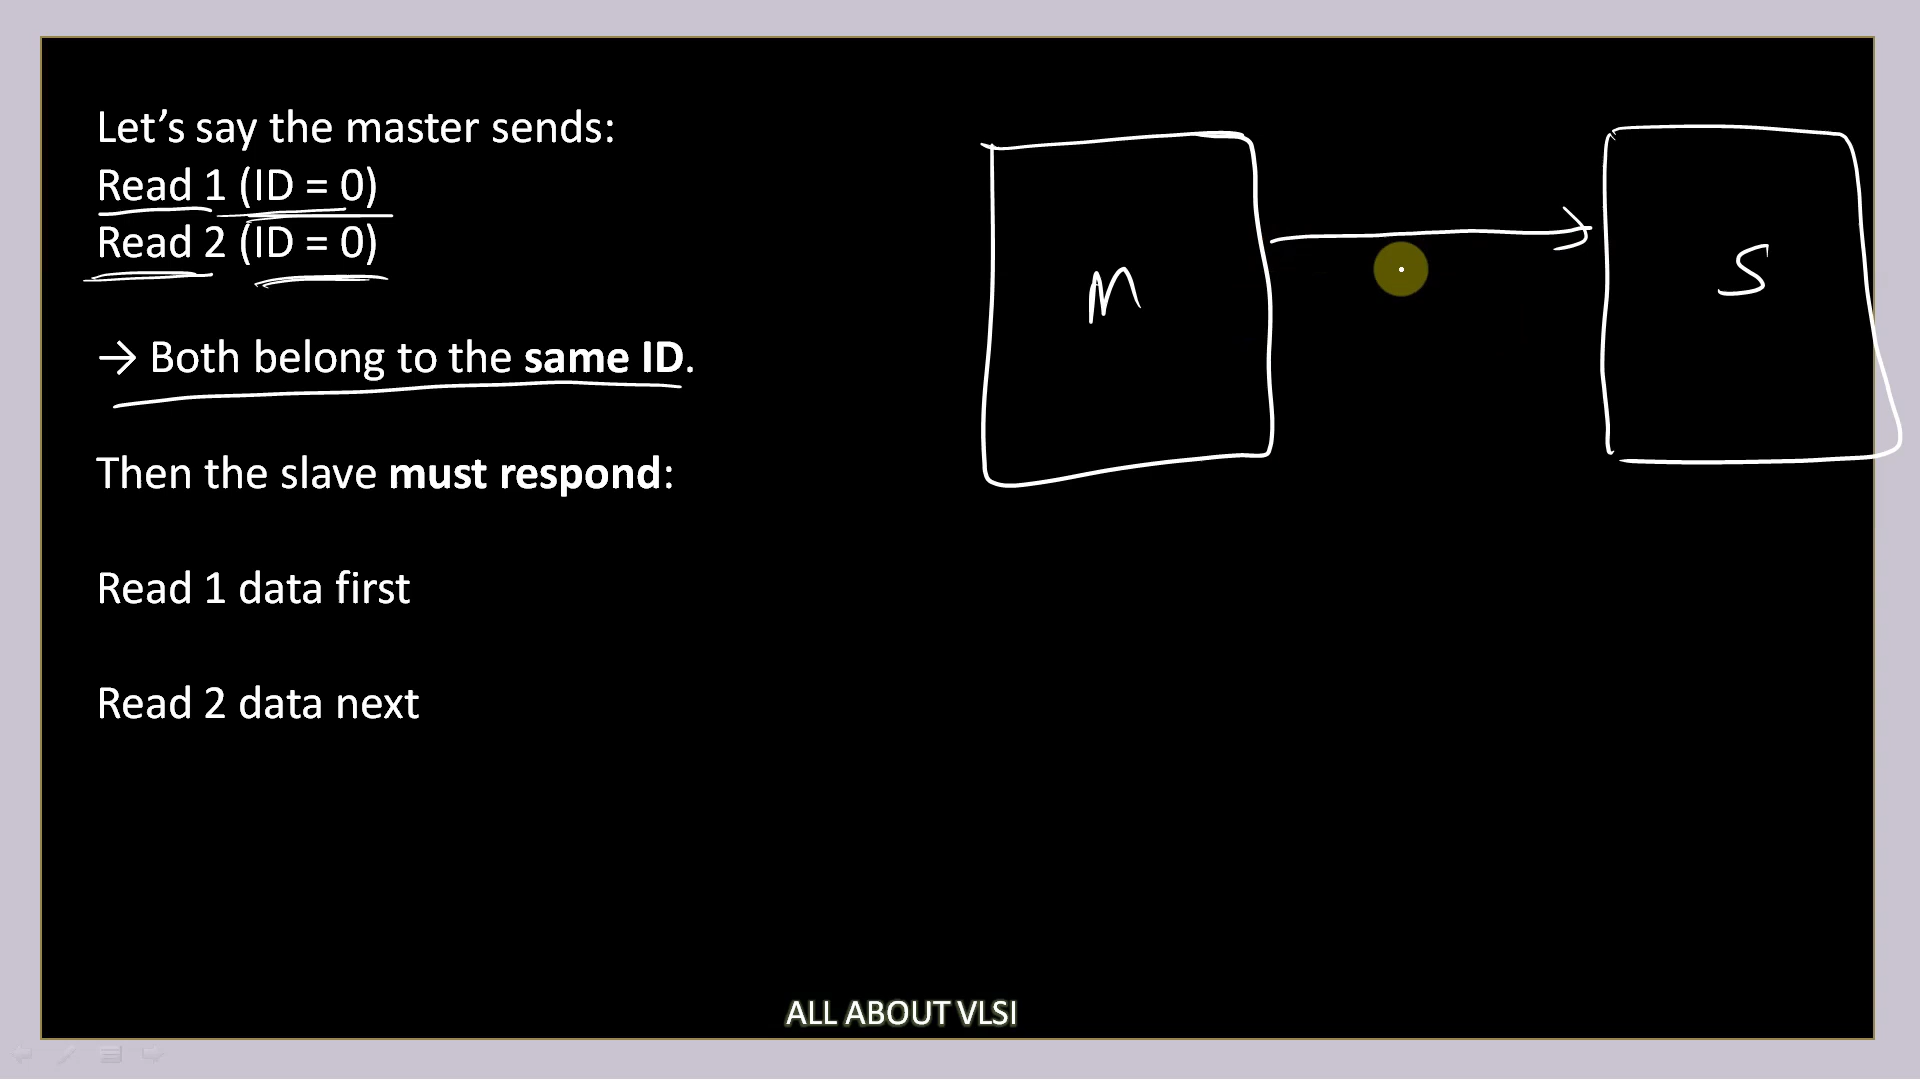 Let’s say the master sends:
Read 1 (ID = 0)
Read 2 (ID = 0)
→ Both belong to the same ID.
Then the slave must respond:
Read 1 data first
Read 2 data next
M
S
ALL ABOUT VLSI